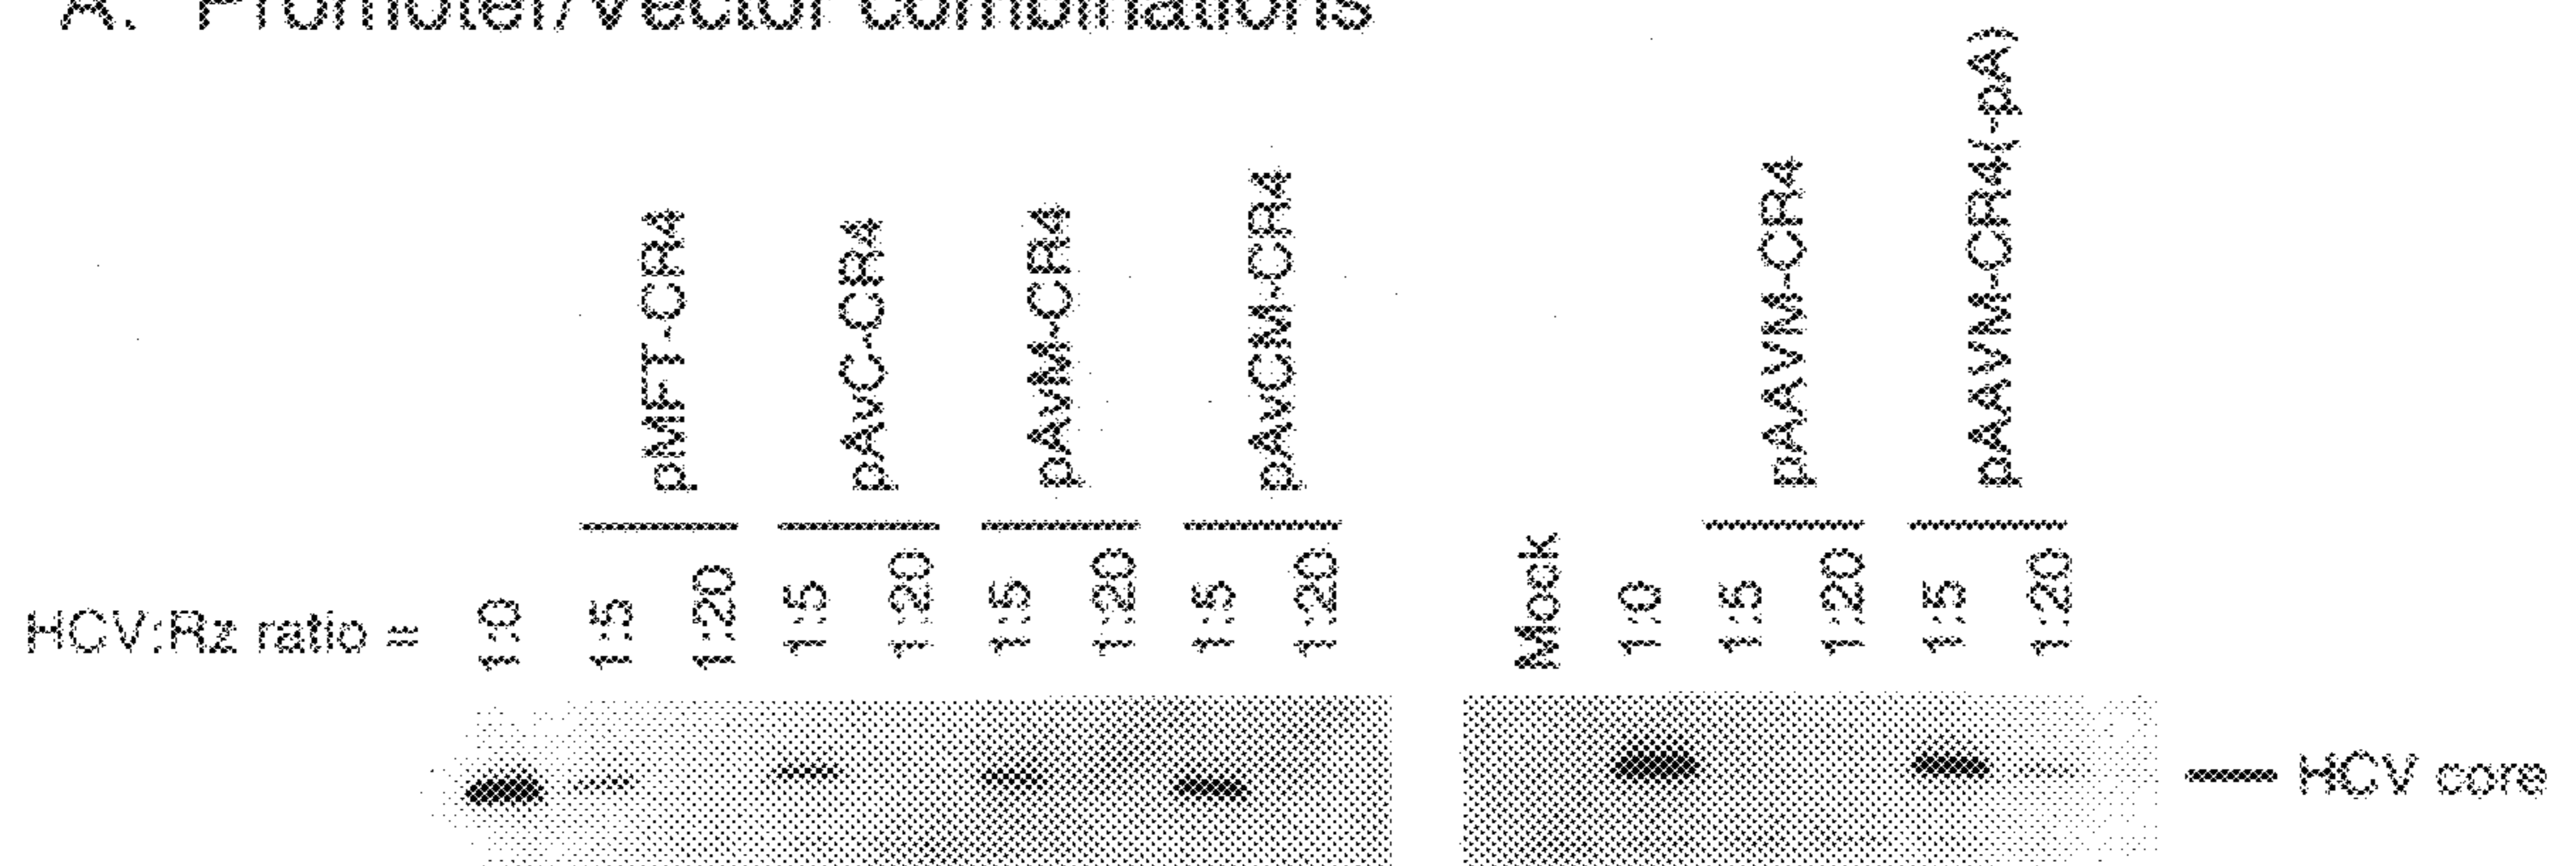 A. Promoter/Vector combinations
pMFT-CR4
pAvC-CR4
pAvM-CR4
pAvCM-CR4
pAAVM-CR4
pAAVM-CR4(-pA)
HCV:Rz ratio = 1:0 1:5 1:20 1:5 1:20 1:5 1:20 1:5 1:20 Mock 1:0 1:5 1:20 1:5 1:20
HCV core